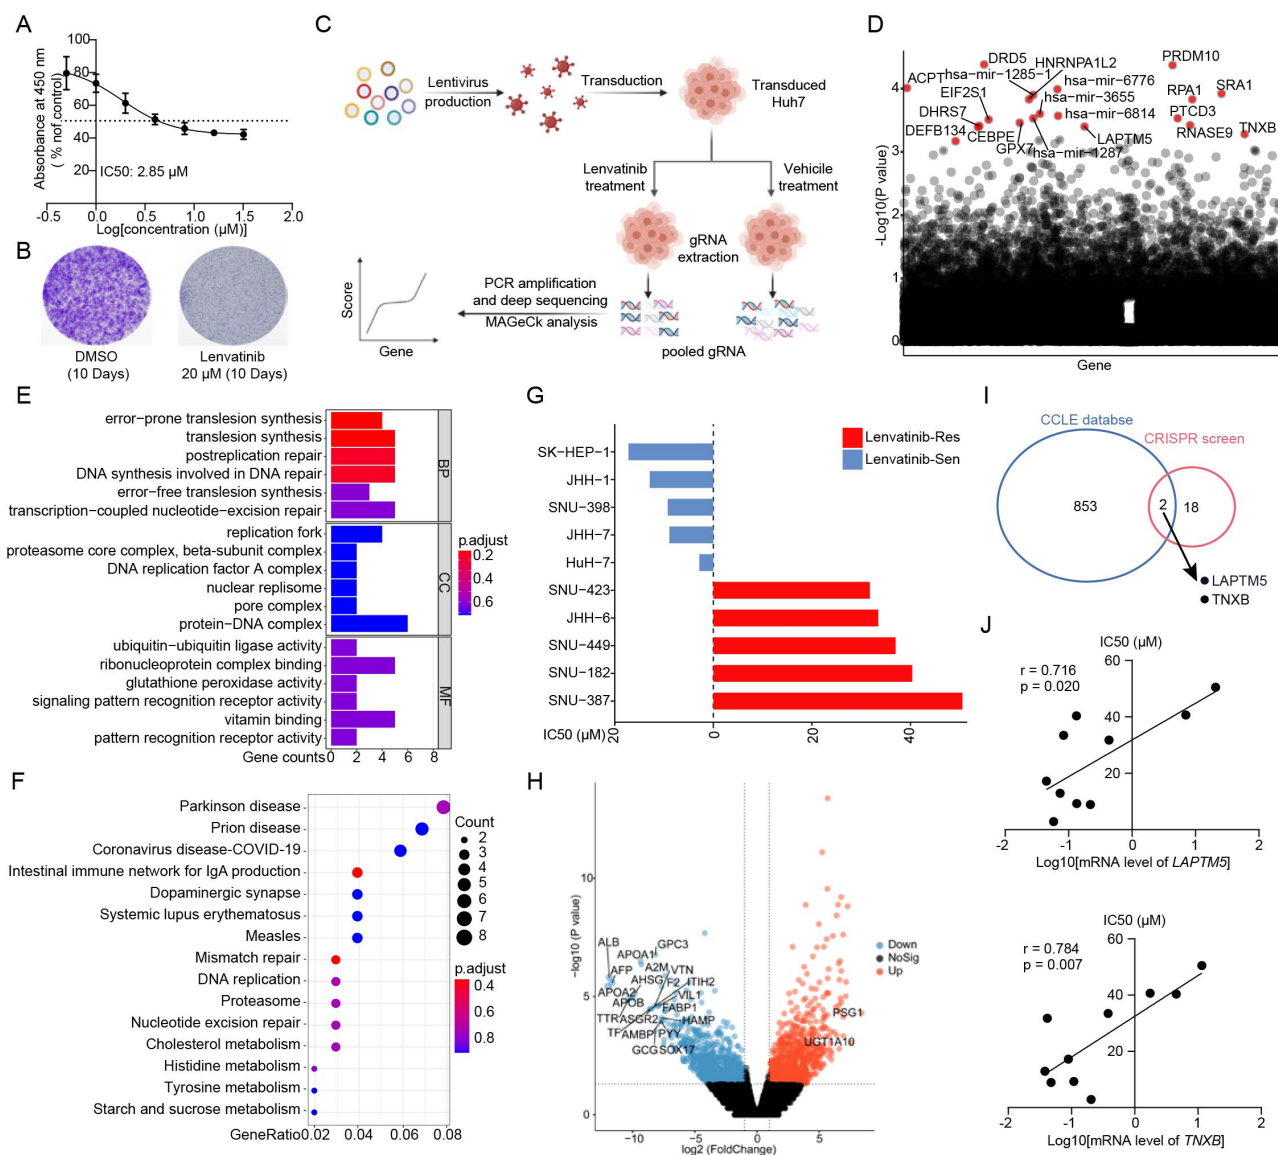 A
Absorbance at 450 nm
( % nof control)
100
80
60
40
20
IC50: 2.85 μM
-0.5
0.0
0.5
1.0
1.5
2.0
Log[concentration (μM)]
B
DMSO
(10 Days)
Lenvatinib
20 μM (10 Days)
C
Lentivirus
production
Transduction
Transduced
Huh7
Lenvatinib
treatment
Vehicile
treatment
gRNA
extraction
PCR amplification
and deep sequencing
MAGeCk analysis
pooled gRNA
Score
Gene
D
-Log10(P value)
4
3
2
1
0
ACPT
DRD5
hsa-mir-1285-1
HNRNPA1L2
hsa-mir-6776
PRDM10
EIF2S1
hsa-mir-3655
RPA1
SRA1
DHRS7
hsa-mir-6814
PTCD3
DEFB134
CEBPE
GPX7
hsa-mir-1287
LAPTM5
RNASE9
TNXB
Gene
E
error−prone translesion synthesis
translesion synthesis
postreplication repair
DNA synthesis involved in DNA repair
error−free translesion synthesis
transcription−coupled nucleotide−excision repair
BP
replication fork
proteasome core complex, beta−subunit complex
DNA replication factor A complex
nuclear replisome
pore complex
protein−DNA complex
CC
ubiquitin−ubiquitin ligase activity
ribonucleoprotein complex binding
glutathione peroxidase activity
signaling pattern recognition receptor activity
vitamin binding
pattern recognition receptor activity
MF
Gene counts
0
2
4
6
8
p.adjust
0.2
0.4
0.6
F
Parkinson disease
Prion disease
Coronavirus disease-COVID-19
Intestinal immune network for IgA production
Dopaminergic synapse
Systemic lupus erythematosus
Measles
Mismatch repair
DNA replication
Proteasome
Nucleotide excision repair
Cholesterol metabolism
Histidine metabolism
Tyrosine metabolism
Starch and sucrose metabolism
GeneRatio
0.02
0.04
0.06
0.08
Count
2
3
4
5
6
7
8
p.adjust
0.4
0.6
0.8
G
SK-HEP-1
JHH-1
SNU-398
JHH-7
HuH-7
SNU-423
JHH-6
SNU-449
SNU-182
SNU-387
IC50 (μM)
20
0
20
40
Lenvatinib-Res
Lenvatinib-Sen
H
−log10 (P value)
10
5
0
ALB
GPC3
APOA1
AFP
A2M
VTN
AHSG
F2
ITIH2
APOA2
VIL1
APOB
FABP1
TTR
ASGR2
HAMP
TF
AMBP
PYY
GCG
SOX17
PSG1
UGT1A10
−10
−5
0
5
log2 (FoldChange)
Down
NoSig
Up
I
CCLE databse
CRISPR screen
853
2
18
LAPTM5
TNXB
J
IC50 (μM)
r = 0.716
p = 0.020
60
40
20
-2
-1
0
1
2
Log10[mRNA level of LAPTM5]
IC50 (μM)
r = 0.784
p = 0.007
60
40
20
-2
-1
0
1
2
Log10[mRNA level of TNXB]